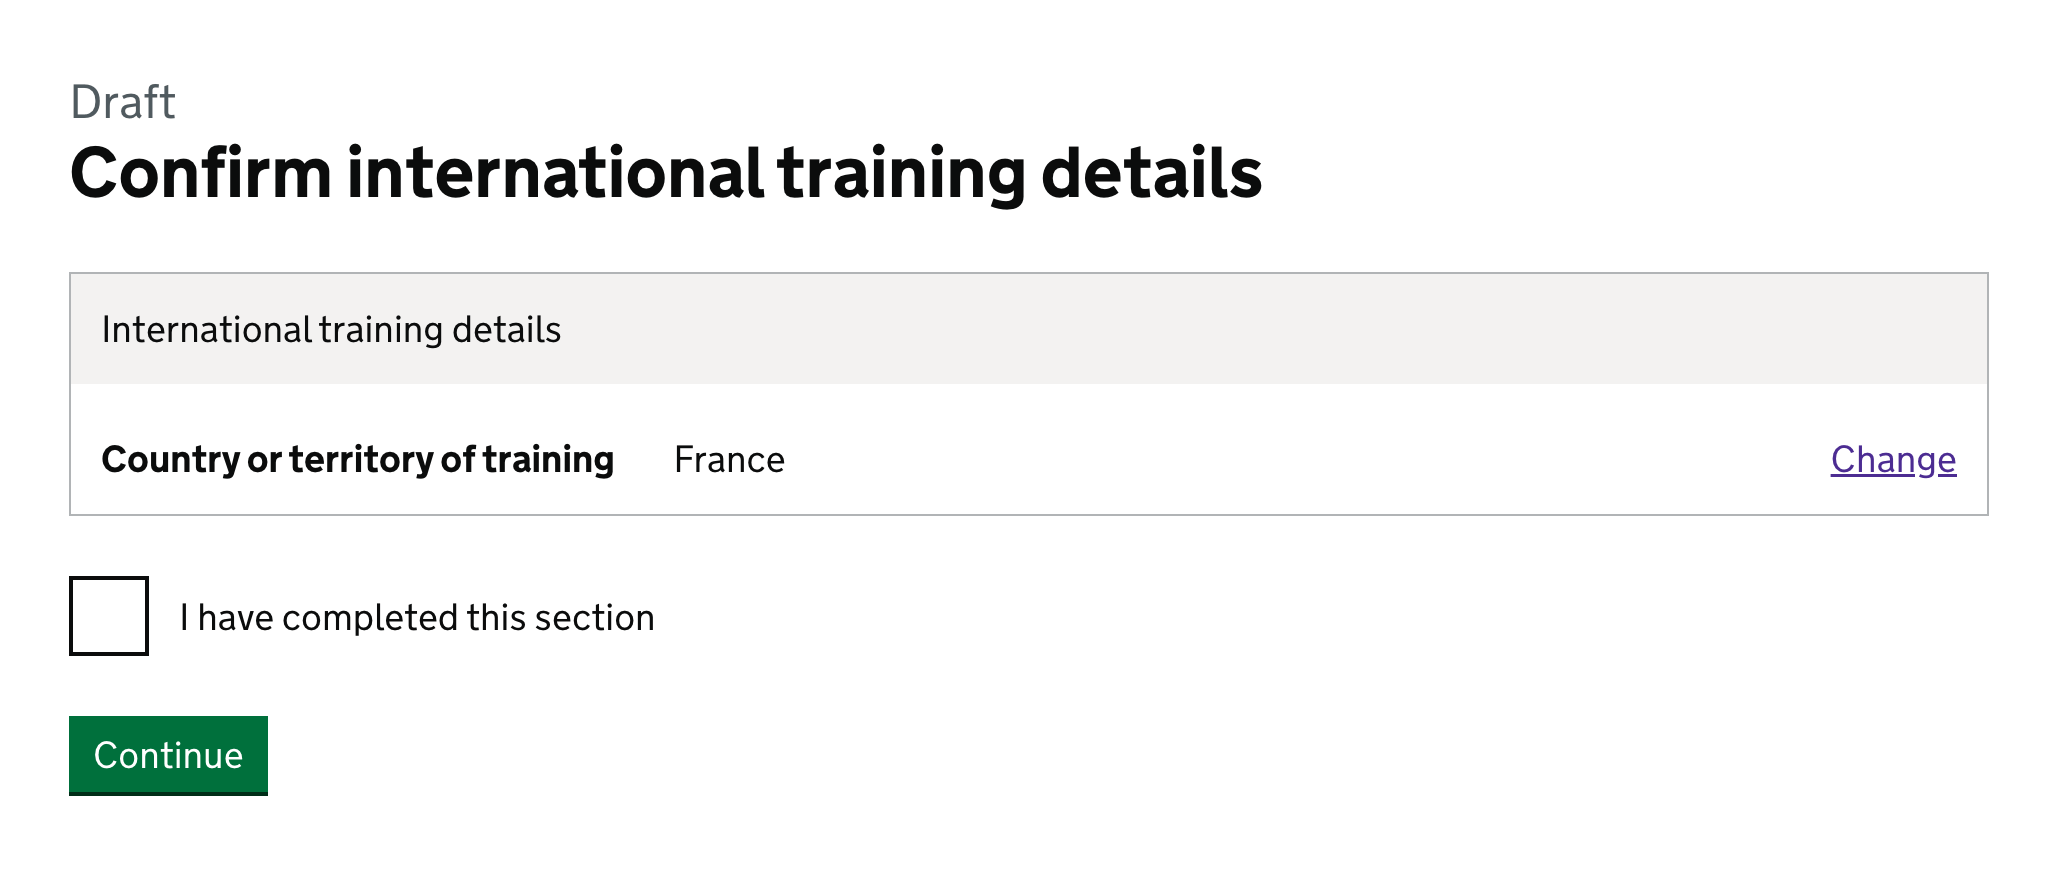 Draft
Confirm international training details
International training details
Country or territory of training France Change
I have completed this section
Continue